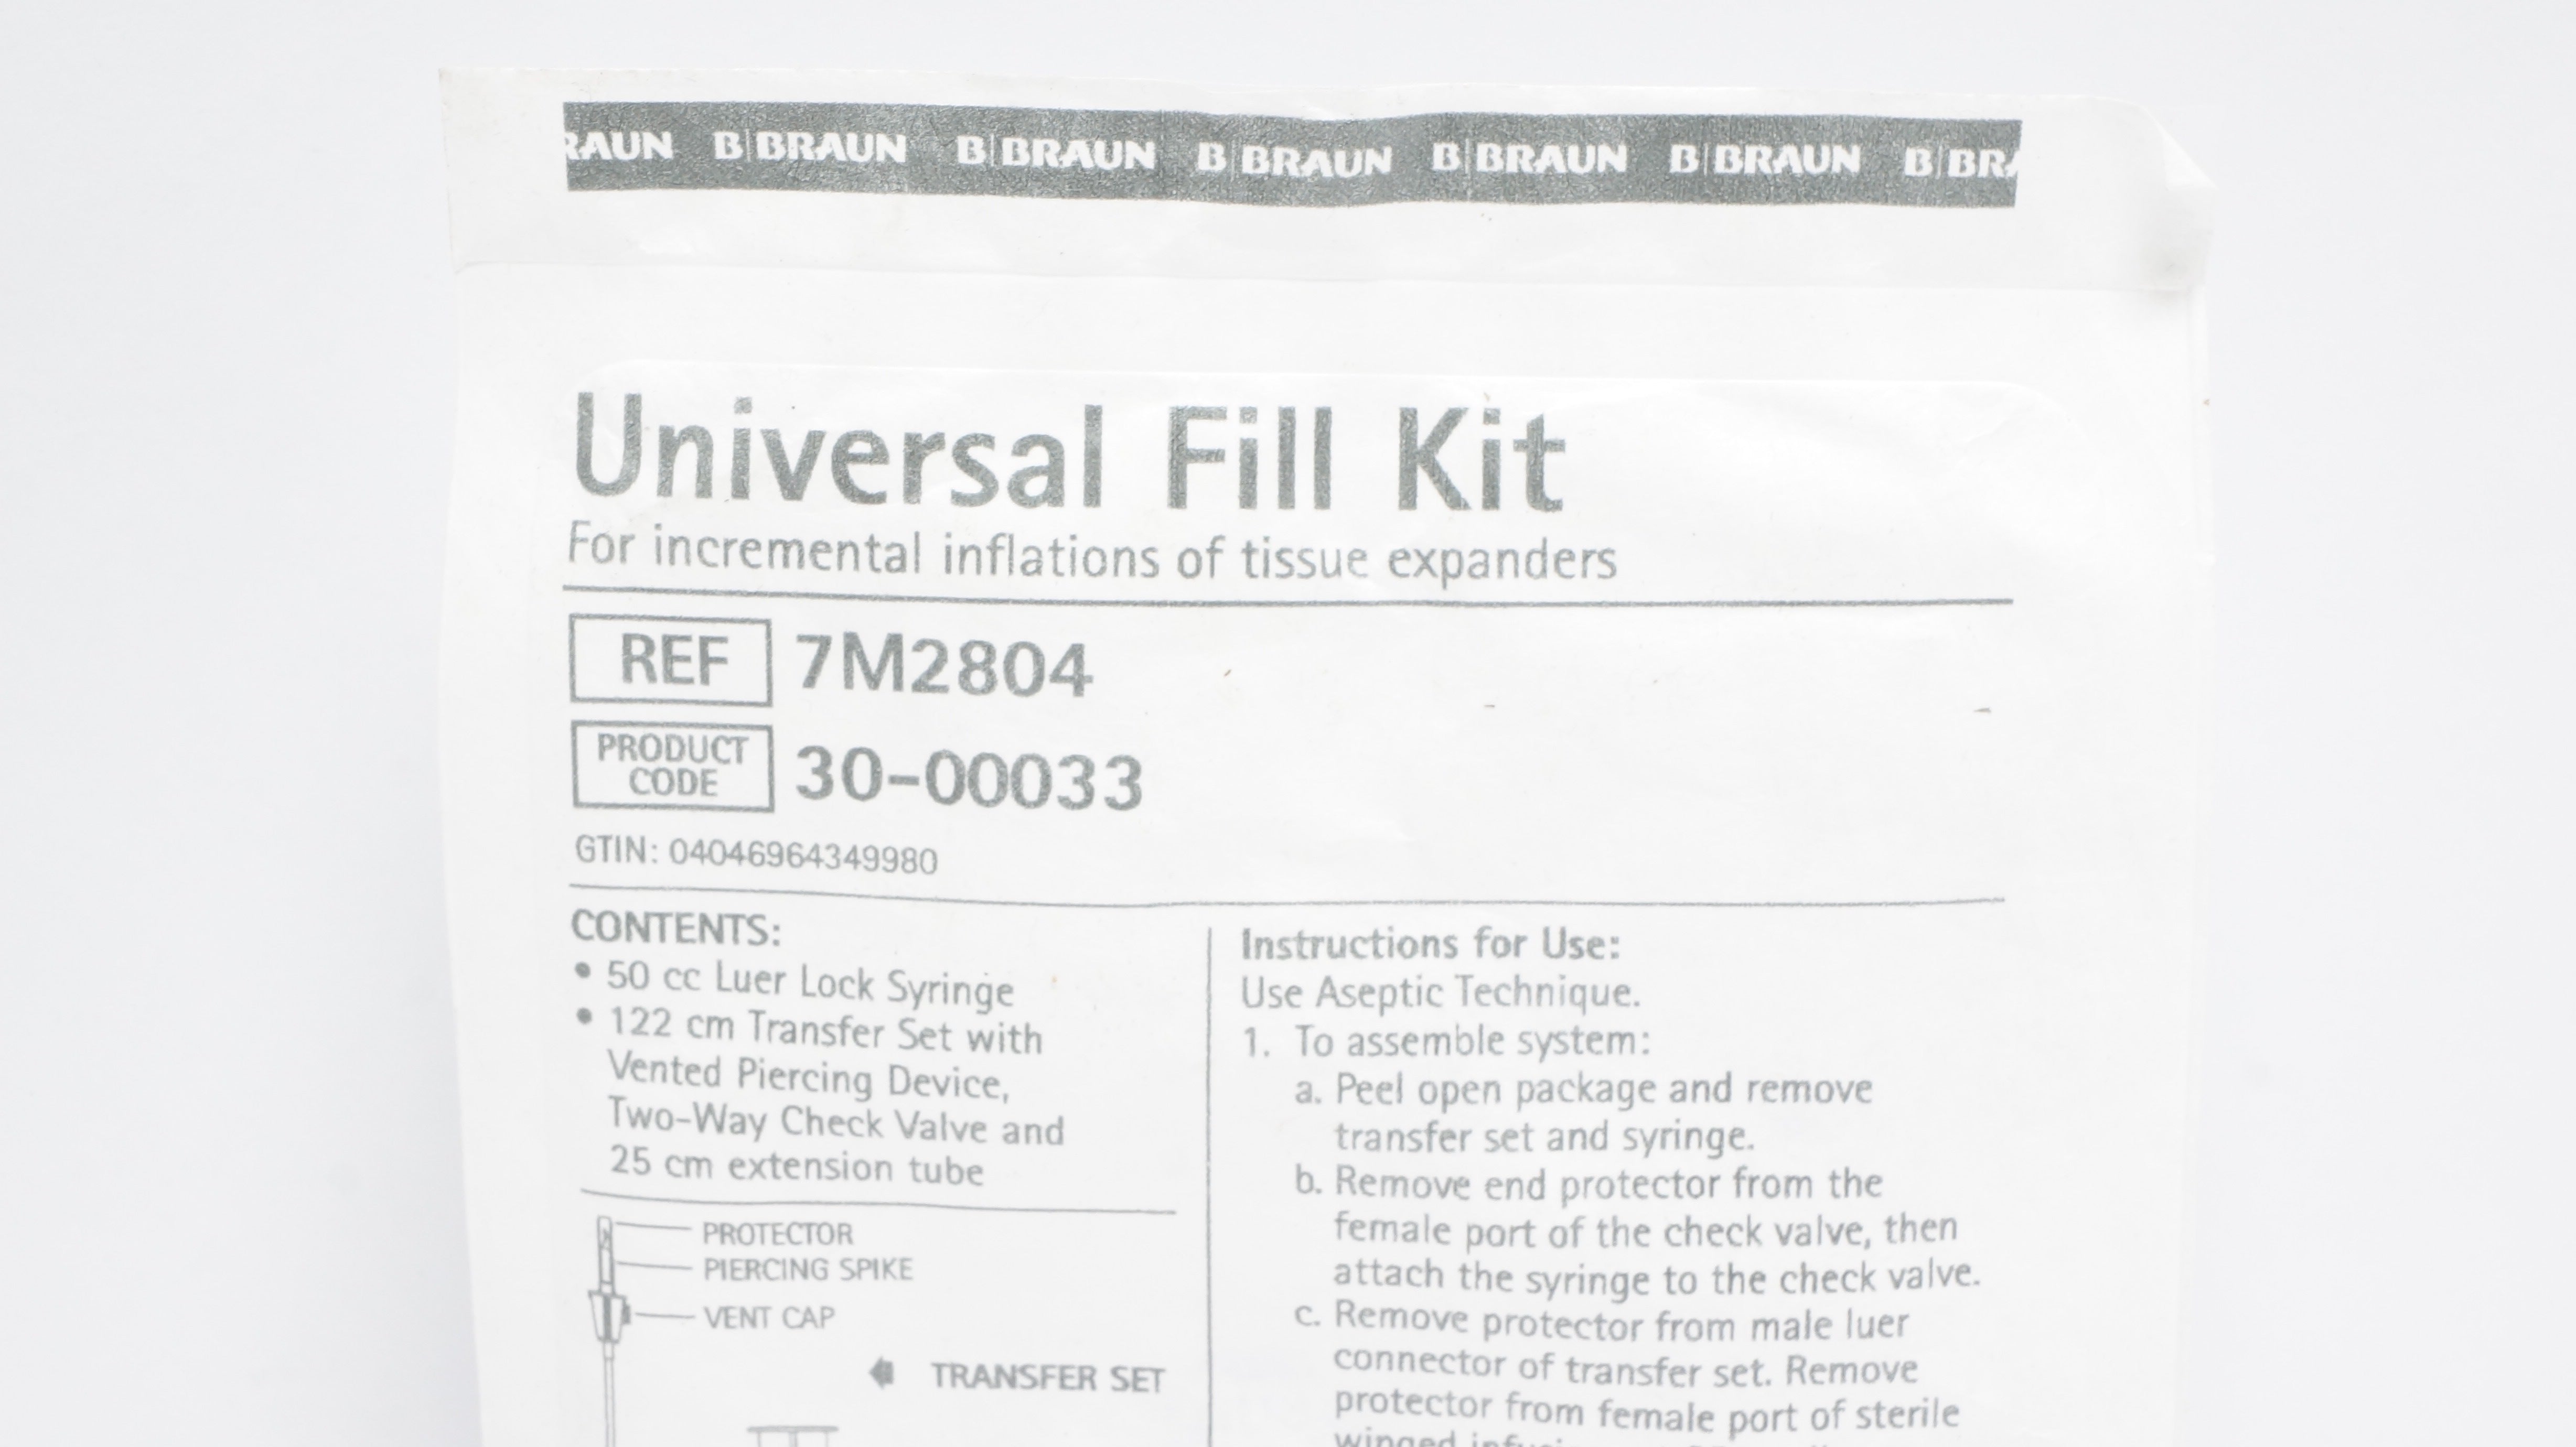 RAUN B|BRAUN B|BRAUN B|BRAUN B|BRAUN B|BRAUN B|BRA
Universal Fill Kit
For incremental inflations of tissue expanders
REF 7M2804
PRODUCT
CODE 30-00033
GTIN: 04046964349980
CONTENTS:
• 50 cc Luer Lock Syringe
• 122 cm Transfer Set with
Vented Piercing Device,
Two-Way Check Valve and
25 cm extension tube
PROTECTOR
PIERCING SPIKE
VENT CAP
TRANSFER SET
Instructions for Use:
Use Aseptic Technique.
1. To assemble system:
a. Peel open package and remove
transfer set and syringe.
b. Remove end protector from the
female port of the check valve, then
attach the syringe to the check valve.
c. Remove protector from male luer
connector of transfer set. Remove
protector from female port of sterile
winged